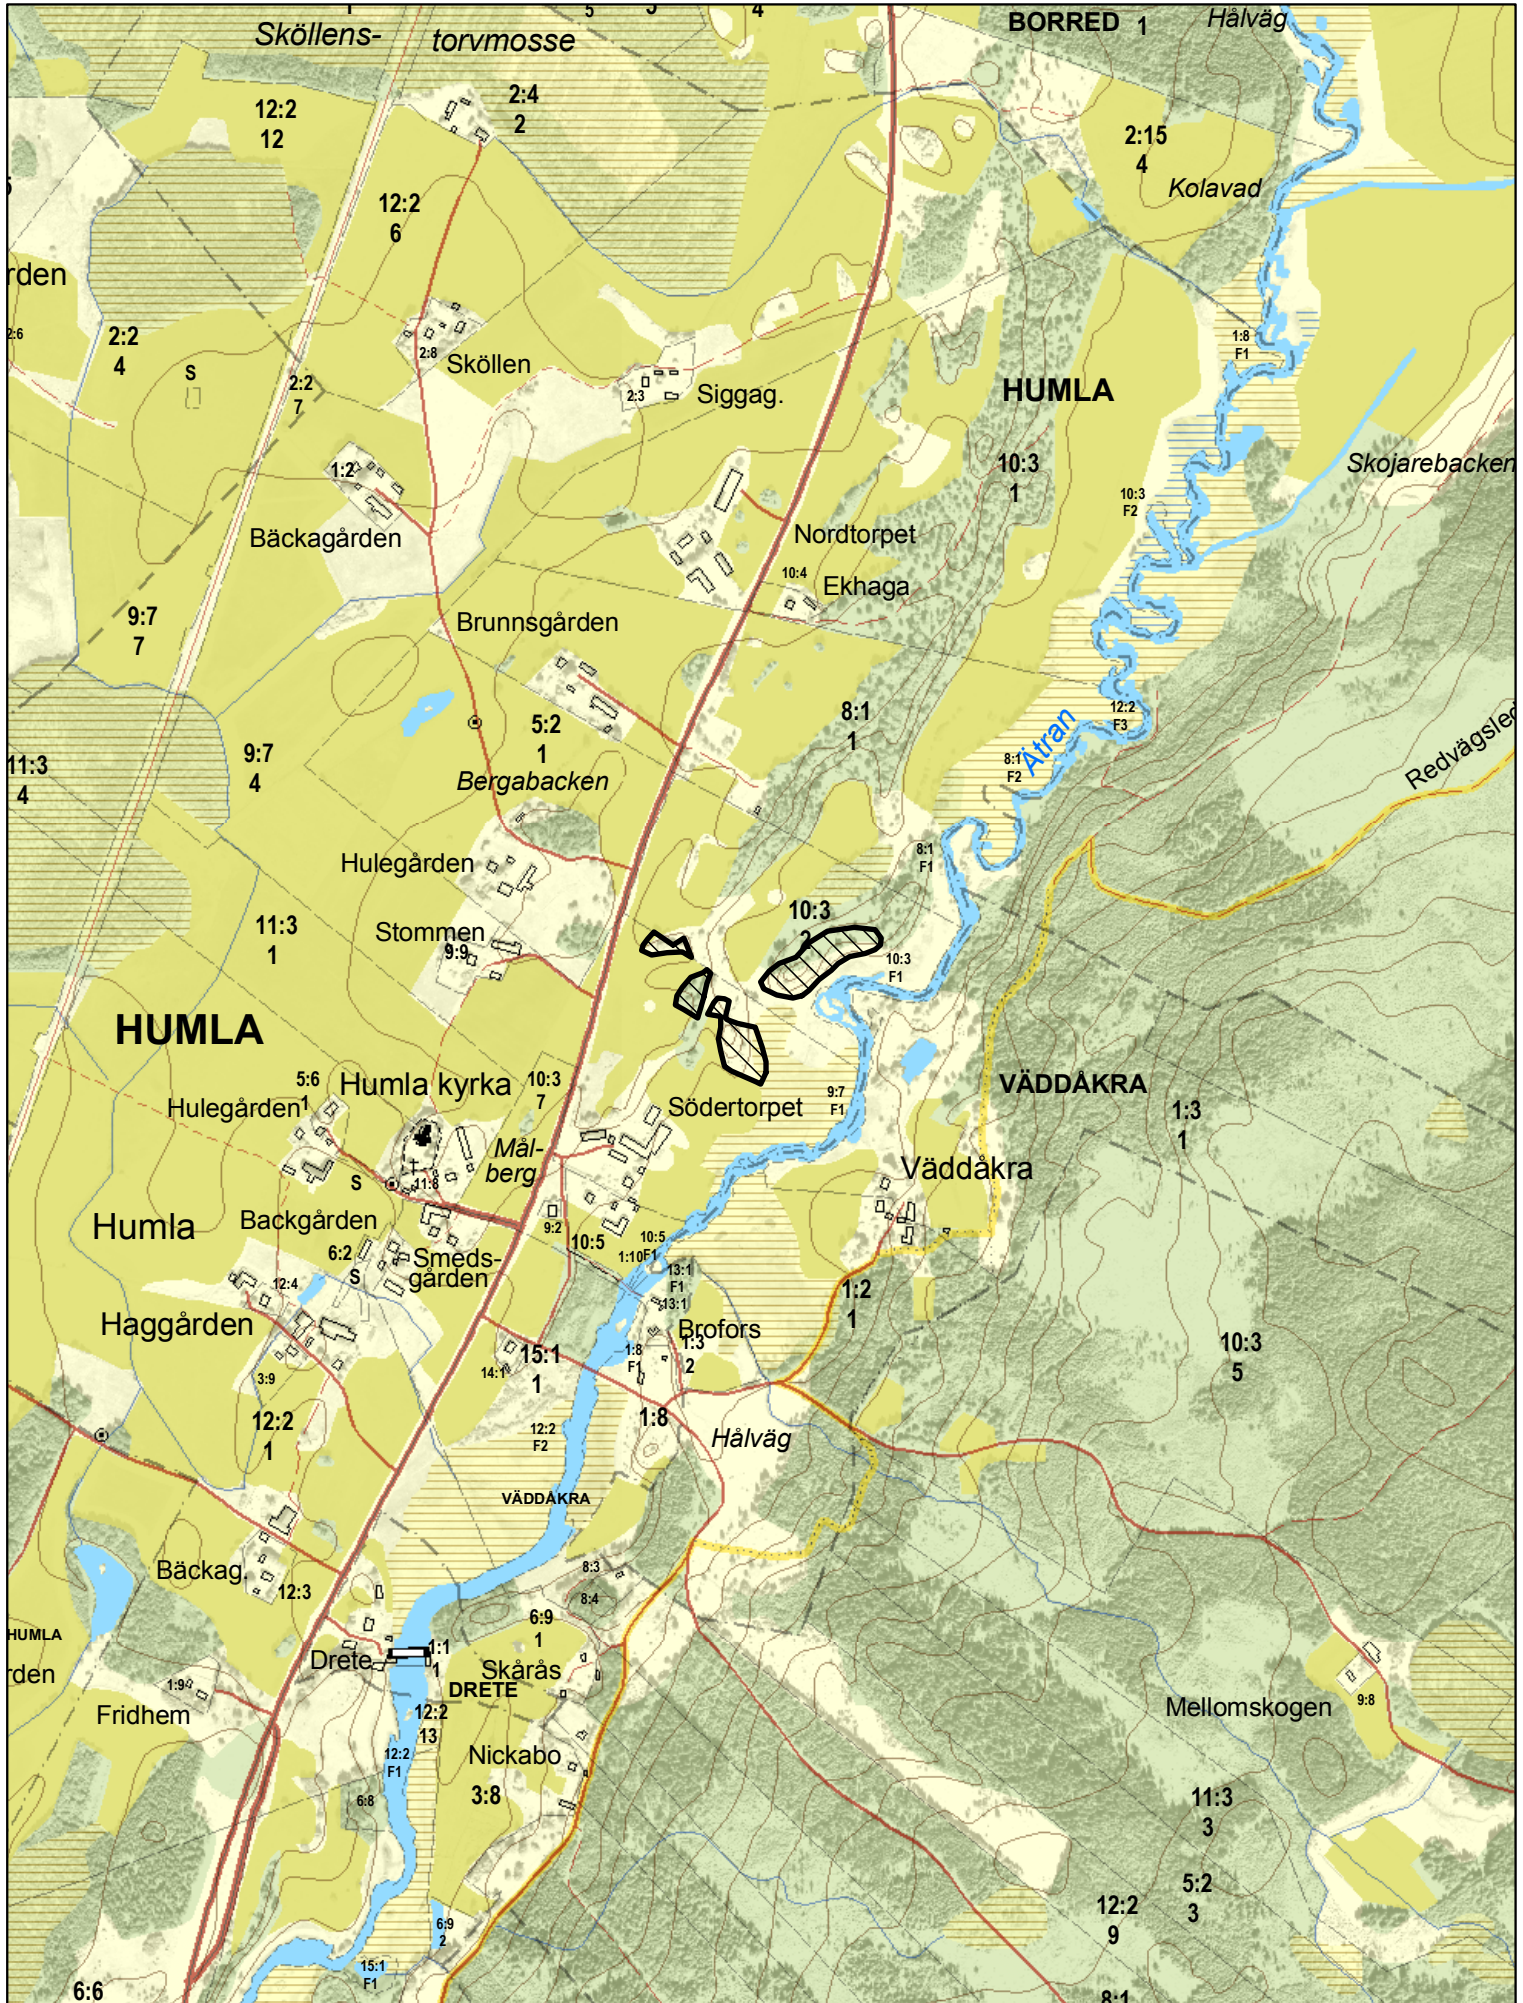 Sköllens- torvmosse
BORRED 1
Hålväg
4
12:2
12
2:4
2
2:15
4
Kolavad
12:2
6
rden
2:6
2:2
4
S
2:2
7
2:8
Sköllen
2:3
Siggag.
1:8
F1
HUMLA
10:3
1
Skojarebacken
10:3
F2
1:2
Bäckagården
Nordtorpet
10:4
Ekhaga
9:7
7
Brunnsgården
5:2
1
Bergabacken
8:1
1
12:2
F3
Ätran
8:1
F2
Redvägsled
11:3
4
9:7
4
Hulegården
8:1
F1
11:3
1
Stommen
9:9
10:3
2
10:3
F1
HUMLA
5:6
1
Humla kyrka
10:3
7
Hulegården
Södertorpet
9:7
F1
VÄDDÅKRA
1:3
1
Mål-
berg
S
11:8
Väddåkra
Humla
Backgården
6:2
S
Smeds-
gården
9:2
10:5
10:5
F1
1:10
13:1
F1
13:1
12:4
Haggården
1:2
1
Brofors
1:3
2
1:8
F1
10:3
5
15:1
1
14:1
3:9
12:2
1
1:8
12:2
F2
Hålväg
VÄDDÅKRA
Bäckag.
12:3
8:3
8:4
6:9
1
HUMLA
rden
Drete
1:1
1
Skårås
DRETE
1:9
Fridhem
12:2
13
Mellomskogen
9:8
12:2
F1
Nickabo
3:8
6:8
11:3
3
5:2
3
12:2
9
6:9
2
15:1
F1
6:6
8:1